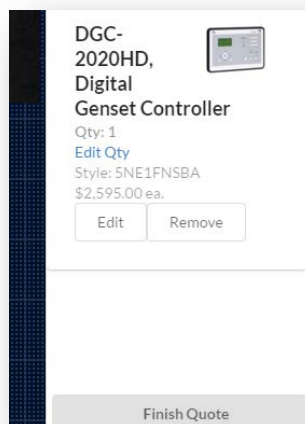 DGC-
2020HD,
Digital
Genset Controller
Qty: 1
Edit Qty
Style: 5NE1FNSBA
$2,595.00 ea.
Edit Remove
Finish Quote